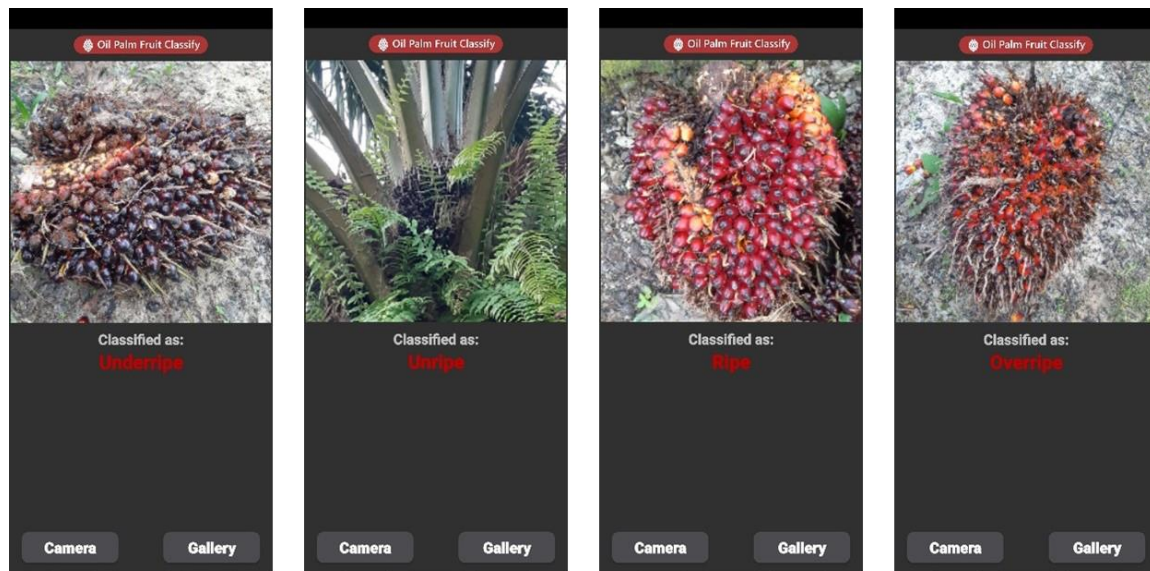 Oil Palm Fruit Classify
Classified as:
Underripe
Camera
Gallery
Oil Palm Fruit Classify
Classified as:
Unripe
Camera
Gallery
Oil Palm Fruit Classify
Classified as:
Ripe
Camera
Gallery
Oil Palm Fruit Classify
Classified as:
Overripe
Camera
Gallery